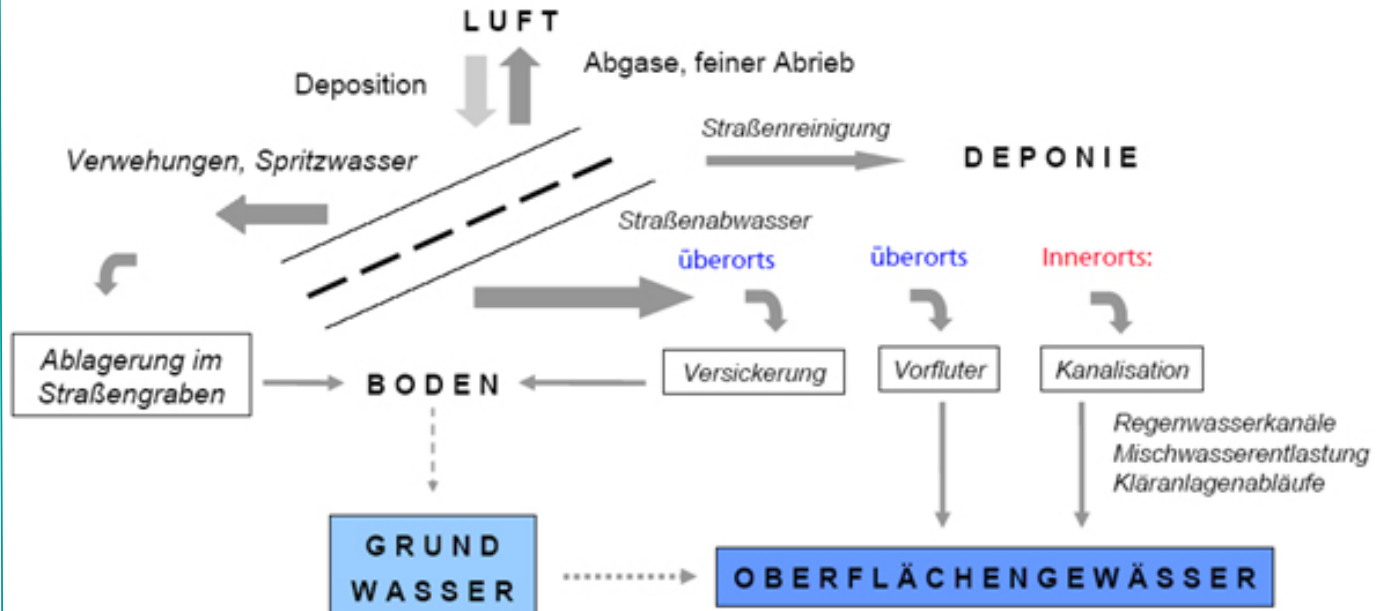 LUFT
Deposition
Abgase, feiner Abrieb
Straßenreinigung
DEPONIE
Verwehungen, Spritzwasser
Straßenabwasser
überorts
überorts
Innerorts:
Ablagerung im
Straßengraben
BODEN
Versickerung
Vorfluter
Kanalisation
Regenwasserkanäle
Mischwasserentlastung
Kläranlagenabläufe
GRUND
WASSER
OBERFLÄCHENGEWÄSSER